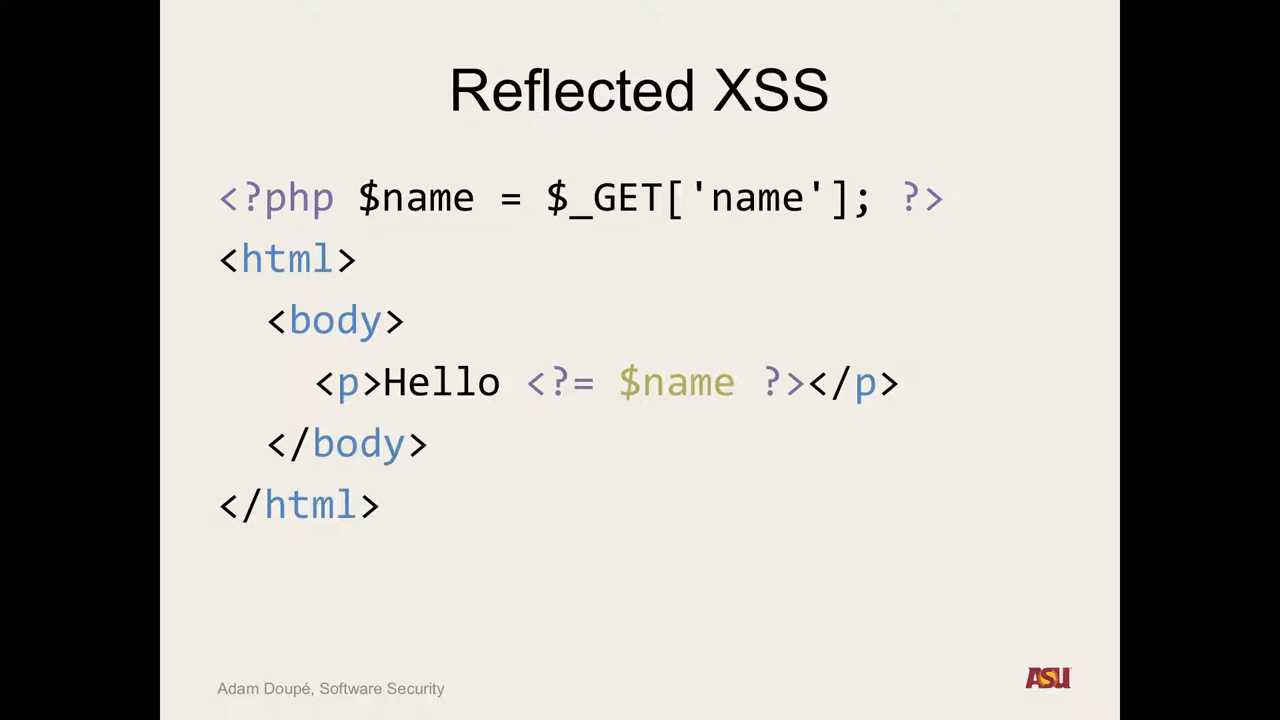 Reflected XSS
<?php $name = $_GET['name']; ?>
<html>
<body>
<p>Hello <?= $name ?></p>
</body>
</html>
Adam Doupé, Software Security
ASU